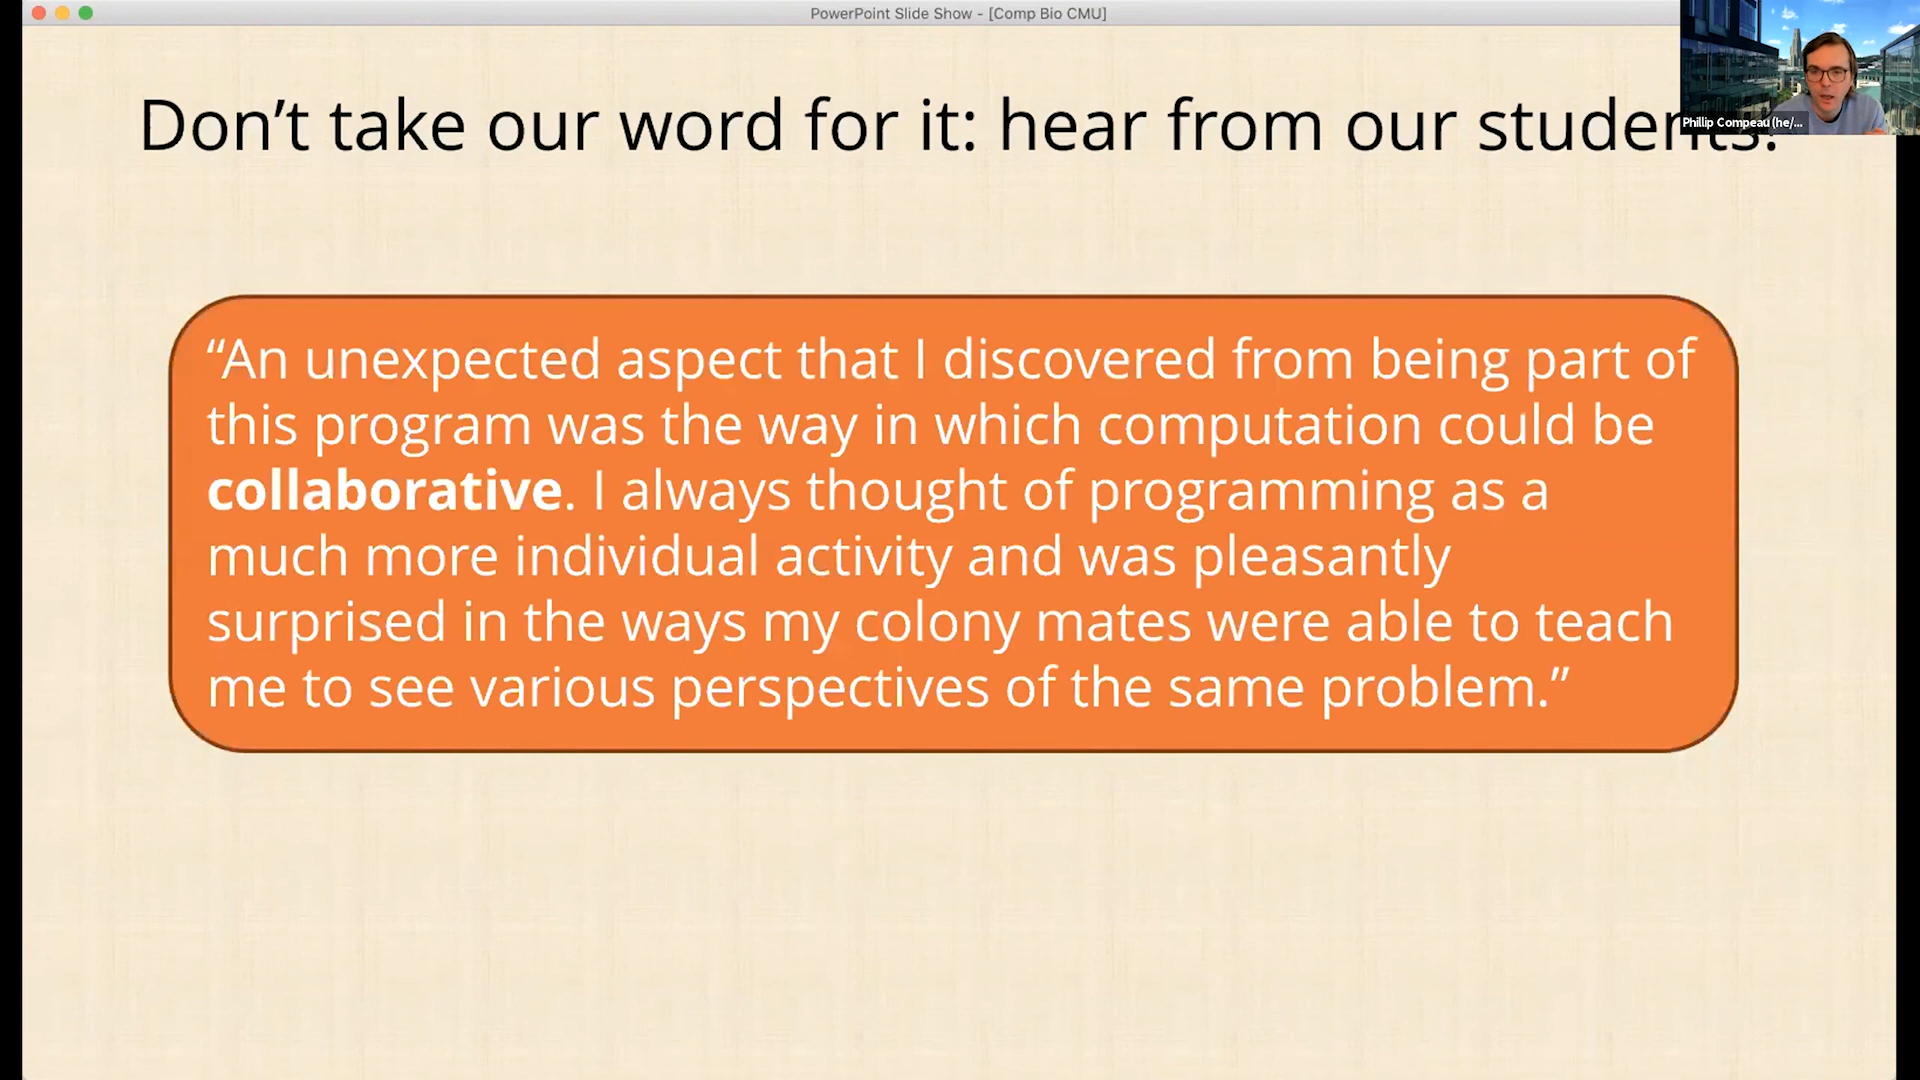 PowerPoint Slide Show - [Comp Bio CMU]
Don’t take our word for it: hear from our students!
Phillip Compeau (he/...
“An unexpected aspect that I discovered from being part of
this program was the way in which computation could be
collaborative. I always thought of programming as a
much more individual activity and was pleasantly
surprised in the ways my colony mates were able to teach
me to see various perspectives of the same problem.”